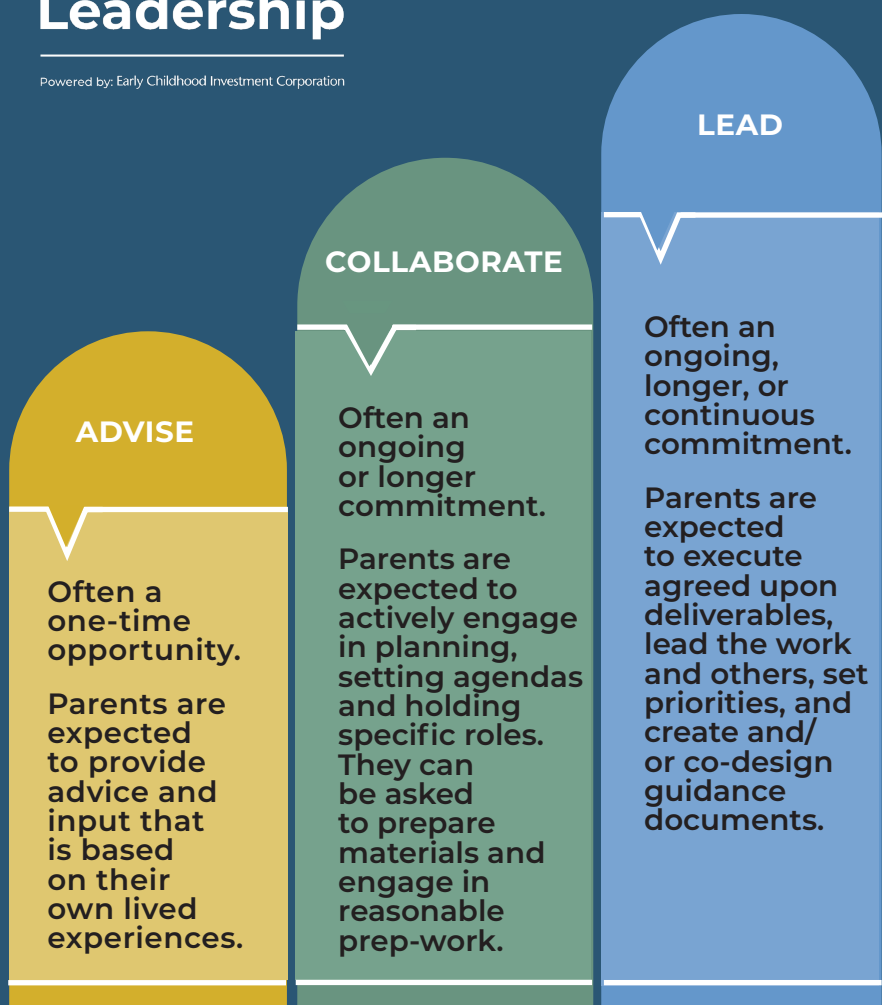 Leadership
Powered by: Early Childhood Investment Corporation
ADVISE
Often a
one-time
opportunity.
Parents are
expected
to provide
advice and
input that
is based
on their
own lived
experiences.
COLLABORATE
Often an
ongoing
or longer
commitment.
Parents are
expected to
actively engage
in planning,
setting agendas
and holding
specific roles.
They can
be asked
to prepare
materials and
engage in
reasonable
prep-work.
LEAD
Often an
ongoing,
longer, or
continuous
commitment.
Parents are
expected
to execute
agreed upon
deliverables,
lead the work
and others, set
priorities, and
create and/
or co-design
guidance
documents.